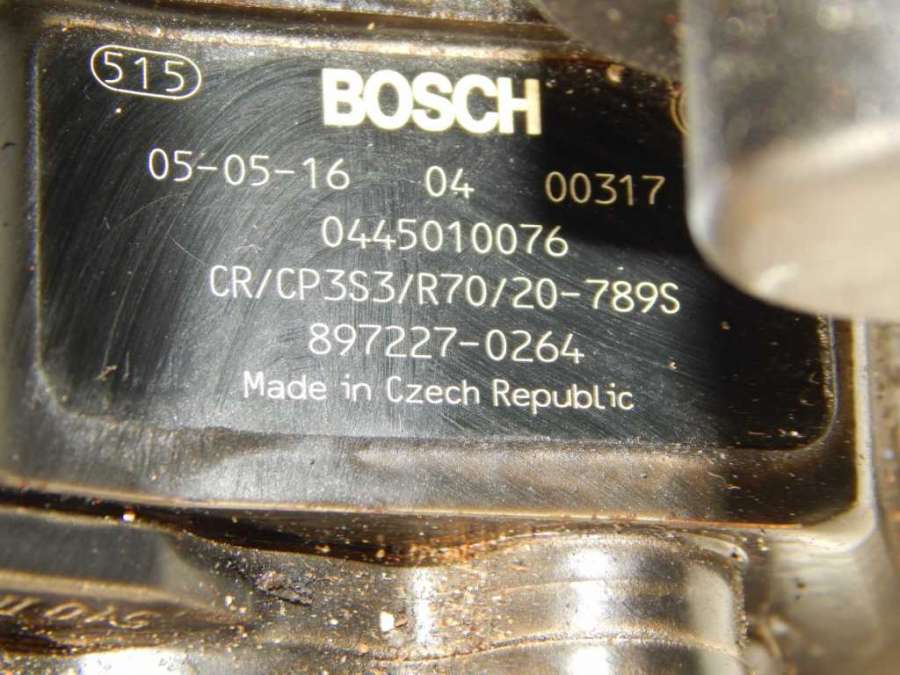 515
BOSCH
05-05-16 04 00317
0445010076
CR/CP3S3/R70/20-789S
897227-0264
Made in Czech Republic